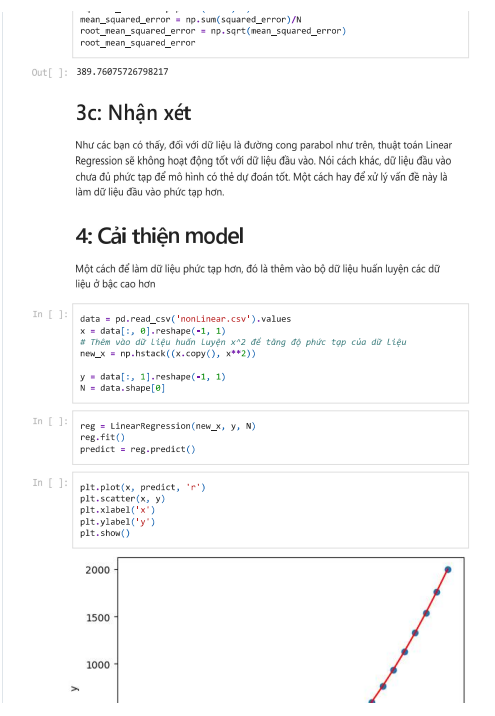 mean_squared_error = np.sum(squared_error)/N
root_mean_squared_error = np.sqrt(mean_squared_error)
root_mean_squared_error
Out[ ]: 389.76075726798217
3c: Nhận xét
Như các bạn có thấy, đối với dữ liệu là đường cong parabol như trên, thuật toán Linear
Regression sẽ không hoạt động tốt với dữ liệu đầu vào. Nói cách khác, dữ liệu đầu vào
chưa đủ phức tạp để mô hình có thẻ dự đoán tốt. Một cách hay để xử lý vấn đề này là
làm dữ liệu đầu vào phức tạp hơn.
4: Cải thiện model
Một cách để làm dữ liệu phức tạp hơn, đó là thêm vào bộ dữ liệu huấn luyện các dữ
liệu ở bậc cao hơn
In [ ]: data = pd.read_csv('nonLinear.csv').values
x = data[:, 0].reshape(-1, 1)
# Thêm vào dữ liệu huấn luyện x^2 để tăng độ phức tạp của dữ liệu
new_x = np.hstack((x.copy(), x**2))
y = data[:, 1].reshape(-1, 1)
N = data.shape[0]
In [ ]: reg = LinearRegression(new_x, y, N)
reg.fit()
predict = reg.predict()
In [ ]: plt.plot(x, predict, 'r')
plt.scatter(x, y)
plt.xlabel('x')
plt.ylabel('y')
plt.show()
2000
1500
1000
y